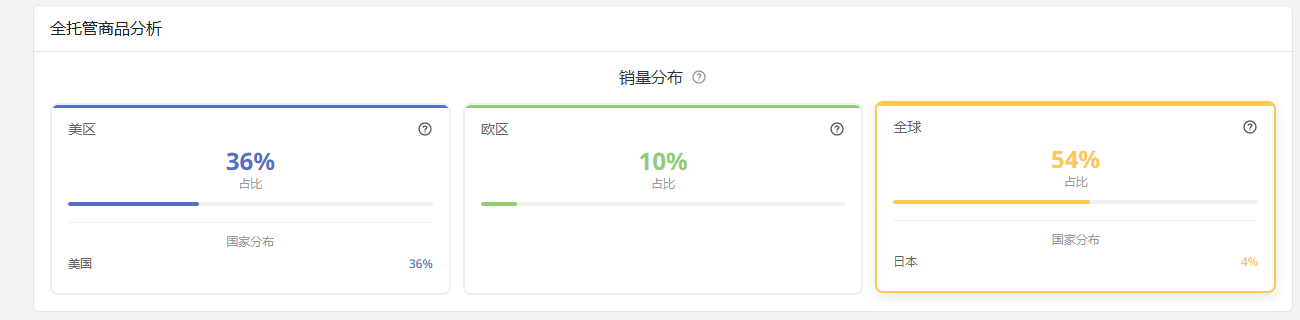 全托管商品分析
销量分布
美区
36%
占比
国家分布
美国 36%
欧区
10%
占比
全球
54%
占比
国家分布
日本 4%